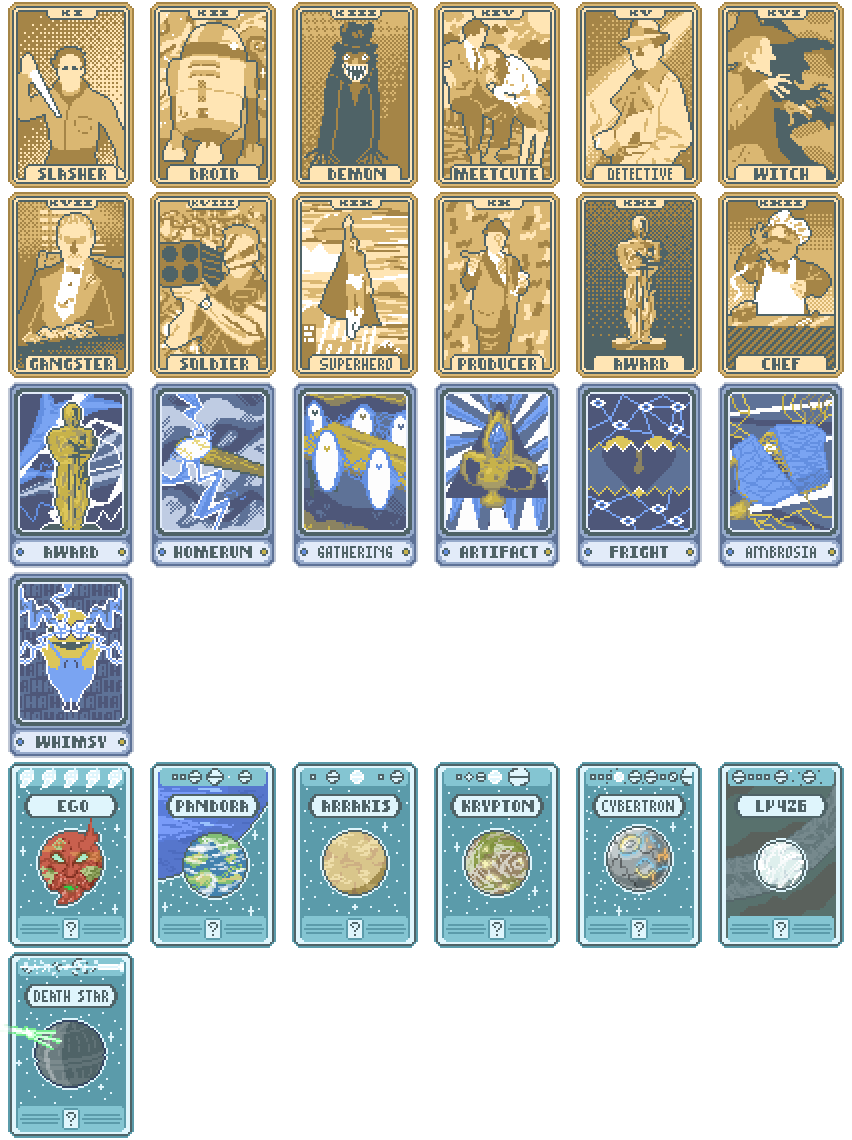 XI XII XIII XIV XV XVI
SLASHER DROID DEMON MEETCUTE DETECTIVE WITCH
XVII XVIII XIX XX XXI XXII
GANGSTER SOLDIER SUPERHERO PRODUCER AWARD CHEF
AWARD HOMERUN GATHERING ARTIFACT FRIGHT AMBROSIA
WHIMSY
EGO PANDORA ARRAKIS KRYPTON CYBERTRON LV426
? ? ? ? ? ?
DEATH STAR
?